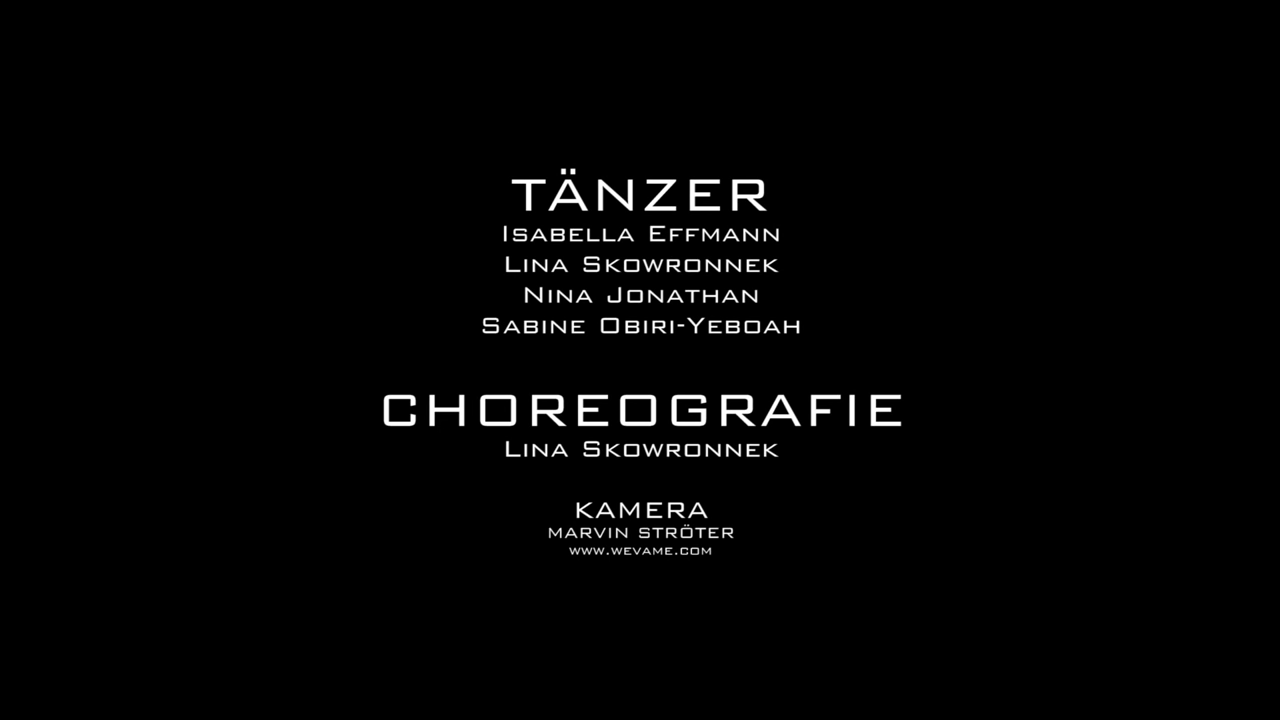 TÄNZER
Isabella Effmann
Lina Skowronnek
Nina Jonathan
Sabine Obiri-Yeboah
CHOREOGRAFIE
Lina Skowronnek
KAMERA
MARVIN STRÖTER
WWW.WEVAME.COM